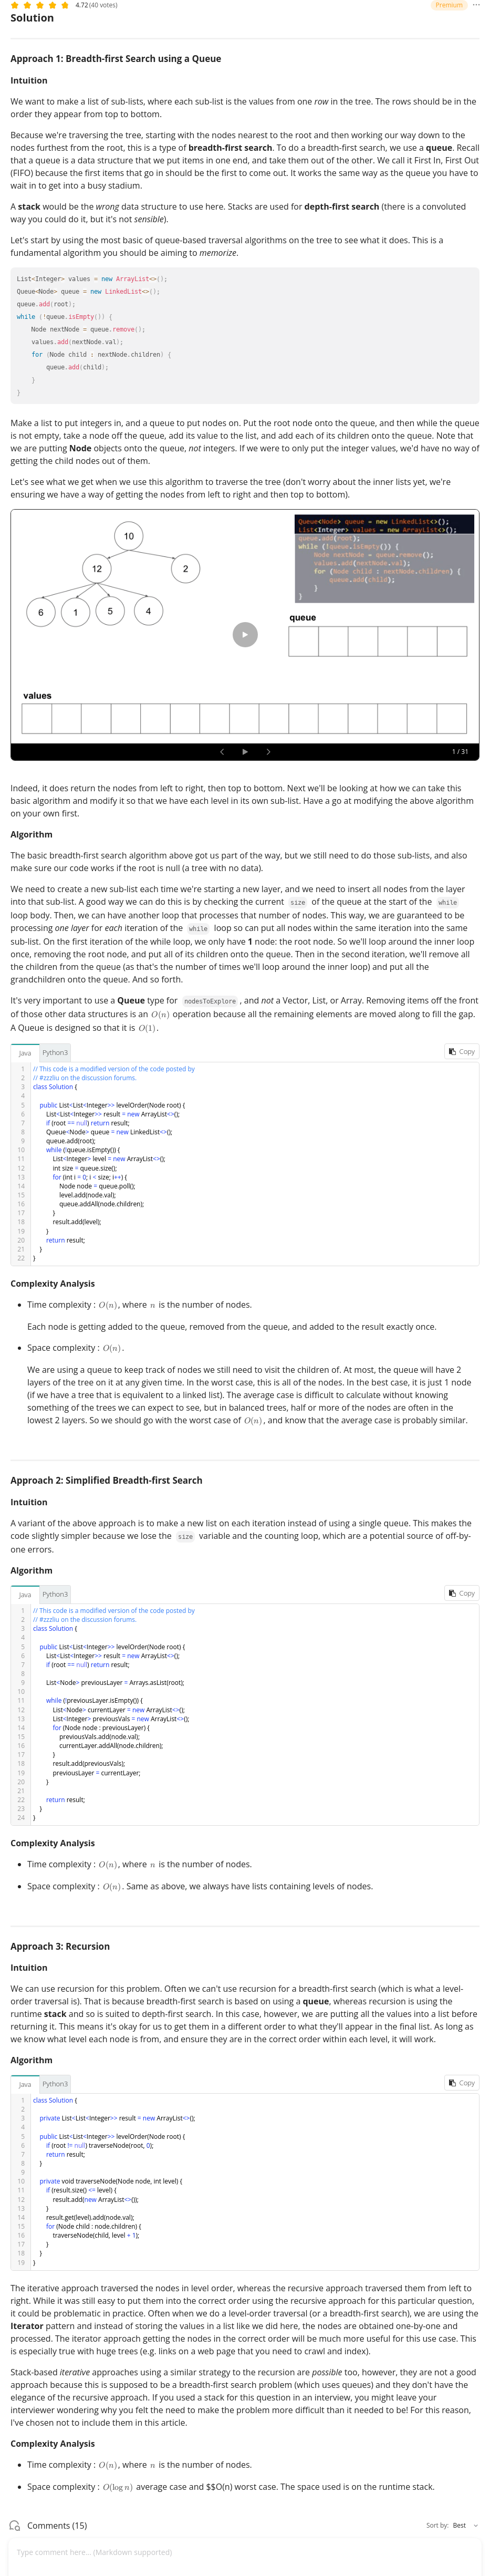 4.72 (40 votes)
Premium
Solution
Approach 1: Breadth-first Search using a Queue
Intuition
We want to make a list of sub-lists, where each sub-list is the values from one row in the tree. The rows should be in the
order they appear from top to bottom.
Because we're traversing the tree, starting with the nodes nearest to the root and then working our way down to the
nodes furthest from the root, this is a type of breadth-first search. To do a breadth-first search, we use a queue. Recall
that a queue is a data structure that we put items in one end, and take them out of the other. We call it First In, First Out
(FIFO) because the first items that go in should be the first to come out. It works the same way as the queue you have to
wait in to get into a busy stadium.
A stack would be the wrong data structure to use here. Stacks are used for depth-first search (there is a convoluted
way you could do it, but it's not sensible).
Let's start by using the most basic of queue-based traversal algorithms on the tree to see what it does. This is a
fundamental algorithm you should be aiming to memorize.
List<Integer> values = new ArrayList<>();
Queue<Node> queue = new LinkedList<>();
queue.add(root);
while (!queue.isEmpty()) {
    Node nextNode = queue.remove();
    values.add(nextNode.val);
    for (Node child : nextNode.children) {
        queue.add(child);
    }
}
Make a list to put integers in, and a queue to put nodes on. Put the root node onto the queue, and then while the queue
is not empty, take a node off the queue, add its value to the list, and add each of its children onto the queue. Note that
we are putting Node objects onto the queue, not integers. If we were to only put the integer values, we'd have no way of
getting the child nodes out of them.
Let's see what we get when we use this algorithm to traverse the tree (don't worry about the inner lists yet, we're
ensuring we have a way of getting the nodes from left to right and then top to bottom).
Queue<Node> queue = new LinkedList<>();
List<Integer> values = new ArrayList<>();
queue.add(root);
while (!queue.isEmpty()) {
    Node nextNode = queue.remove();
    values.add(nextNode.val);
    for (Node child : nextNode.children) {
        queue.add(child);
    }
}
10
12
2
6
1
5
4
queue
values
1 / 31
Indeed, it does return the nodes from left to right, then top to bottom. Next we'll be looking at how we can take this
basic algorithm and modify it so that we have each level in its own sub-list. Have a go at modifying the above algorithm
on your own first.
Algorithm
The basic breadth-first search algorithm above got us part of the way, but we still need to do those sub-lists, and also
make sure our code works if the root is null (a tree with no data).
We need to create a new sub-list each time we're starting a new layer, and we need to insert all nodes from the layer
into that sub-list. A good way we can do this is by checking the current size of the queue at the start of the while
loop body. Then, we can have another loop that processes that number of nodes. This way, we are guaranteed to be
processing one layer for each iteration of the while loop so can put all nodes within the same iteration into the same
sub-list. On the first iteration of the while loop, we only have 1 node: the root node. So we'll loop around the inner loop
once, removing the root node, and put all of its children onto the queue. Then in the second iteration, we'll remove all
the children from the queue (as that's the number of times we'll loop around the inner loop) and put all the
grandchildren onto the queue. And so forth.
It's very important to use a Queue type for nodesToExplore , and not a Vector, List, or Array. Removing items off the front
of those other data structures is an O(n) operation because all the remaining elements are moved along to fill the gap.
A Queue is designed so that it is O(1).
Java
Python3
Copy
1 // This code is a modified version of the code posted by
2 // #zzzliu on the discussion forums.
3 class Solution {
4
5     public List<List<Integer>> levelOrder(Node root) {
6         List<List<Integer>> result = new ArrayList<>();
7         if (root == null) return result;
8         Queue<Node> queue = new LinkedList<>();
9         queue.add(root);
10         while (!queue.isEmpty()) {
11             List<Integer> level = new ArrayList<>();
12             int size = queue.size();
13             for (int i = 0; i < size; i++) {
14                 Node node = queue.poll();
15                 level.add(node.val);
16                 queue.addAll(node.children);
17             }
18             result.add(level);
19         }
20         return result;
21     }
22 }
Complexity Analysis
• Time complexity : O(n), where n is the number of nodes.
Each node is getting added to the queue, removed from the queue, and added to the result exactly once.
• Space complexity : O(n).
We are using a queue to keep track of nodes we still need to visit the children of. At most, the queue will have 2
layers of the tree on it at any given time. In the worst case, this is all of the nodes. In the best case, it is just 1 node
(if we have a tree that is equivalent to a linked list). The average case is difficult to calculate without knowing
something of the trees we can expect to see, but in balanced trees, half or more of the nodes are often in the
lowest 2 layers. So we should go with the worst case of O(n), and know that the average case is probably similar.
Approach 2: Simplified Breadth-first Search
Intuition
A variant of the above approach is to make a new list on each iteration instead of using a single queue. This makes the
code slightly simpler because we lose the size variable and the counting loop, which are a potential source of off-by-
one errors.
Algorithm
Java
Python3
Copy
1 // This code is a modified version of the code posted by
2 // #zzzliu on the discussion forums.
3 class Solution {
4
5     public List<List<Integer>> levelOrder(Node root) {
6         List<List<Integer>> result = new ArrayList<>();
7         if (root == null) return result;
8
9         List<Node> previousLayer = Arrays.asList(root);
10
11         while (!previousLayer.isEmpty()) {
12             List<Node> currentLayer = new ArrayList<>();
13             List<Integer> previousVals = new ArrayList<>();
14             for (Node node : previousLayer) {
15                 previousVals.add(node.val);
16                 currentLayer.addAll(node.children);
17             }
18             result.add(previousVals);
19             previousLayer = currentLayer;
20         }
21
22         return result;
23     }
24 }
Complexity Analysis
• Time complexity : O(n), where n is the number of nodes.
• Space complexity : O(n). Same as above, we always have lists containing levels of nodes.
Approach 3: Recursion
Intuition
We can use recursion for this problem. Often we can't use recursion for a breadth-first search (which is what a level-
order traversal is). That is because breadth-first search is based on using a queue, whereas recursion is using the
runtime stack and so is suited to depth-first search. In this case, however, we are putting all the values into a list before
returning it. This means it's okay for us to get them in a different order to what they'll appear in the final list. As long as
we know what level each node is from, and ensure they are in the correct order within each level, it will work.
Algorithm
Java
Python3
Copy
1 class Solution {
2
3     private List<List<Integer>> result = new ArrayList<>();
4
5     public List<List<Integer>> levelOrder(Node root) {
6         if (root != null) traverseNode(root, 0);
7         return result;
8     }
9
10     private void traverseNode(Node node, int level) {
11         if (result.size() <= level) {
12             result.add(new ArrayList<>());
13         }
14         result.get(level).add(node.val);
15         for (Node child : node.children) {
16             traverseNode(child, level + 1);
17         }
18     }
19 }
The iterative approach traversed the nodes in level order, whereas the recursive approach traversed them from left to
right. While it was still easy to put them into the correct order using the recursive approach for this particular question,
it could be problematic in practice. Often when we do a level-order traversal (or a breadth-first search), we are using the
Iterator pattern and instead of storing the values in a list like we did here, the nodes are obtained one-by-one and
processed. The iterator approach getting the nodes in the correct order will be much more useful for this use case. This
is especially true with huge trees (e.g. links on a web page that you need to crawl and index).
Stack-based iterative approaches using a similar strategy to the recursion are possible too, however, they are not a good
approach because this is supposed to be a breadth-first search problem (which uses queues) and they don't have the
elegance of the recursive approach. If you used a stack for this question in an interview, you might leave your
interviewer wondering why you felt the need to make the problem more difficult than it needed to be! For this reason,
I've chosen not to include them in this article.
Complexity Analysis
• Time complexity : O(n), where n is the number of nodes.
• Space complexity : O(log n) average case and $$O(n) worst case. The space used is on the runtime stack.
Comments (15)
Sort by: Best
Type comment here... (Markdown supported)